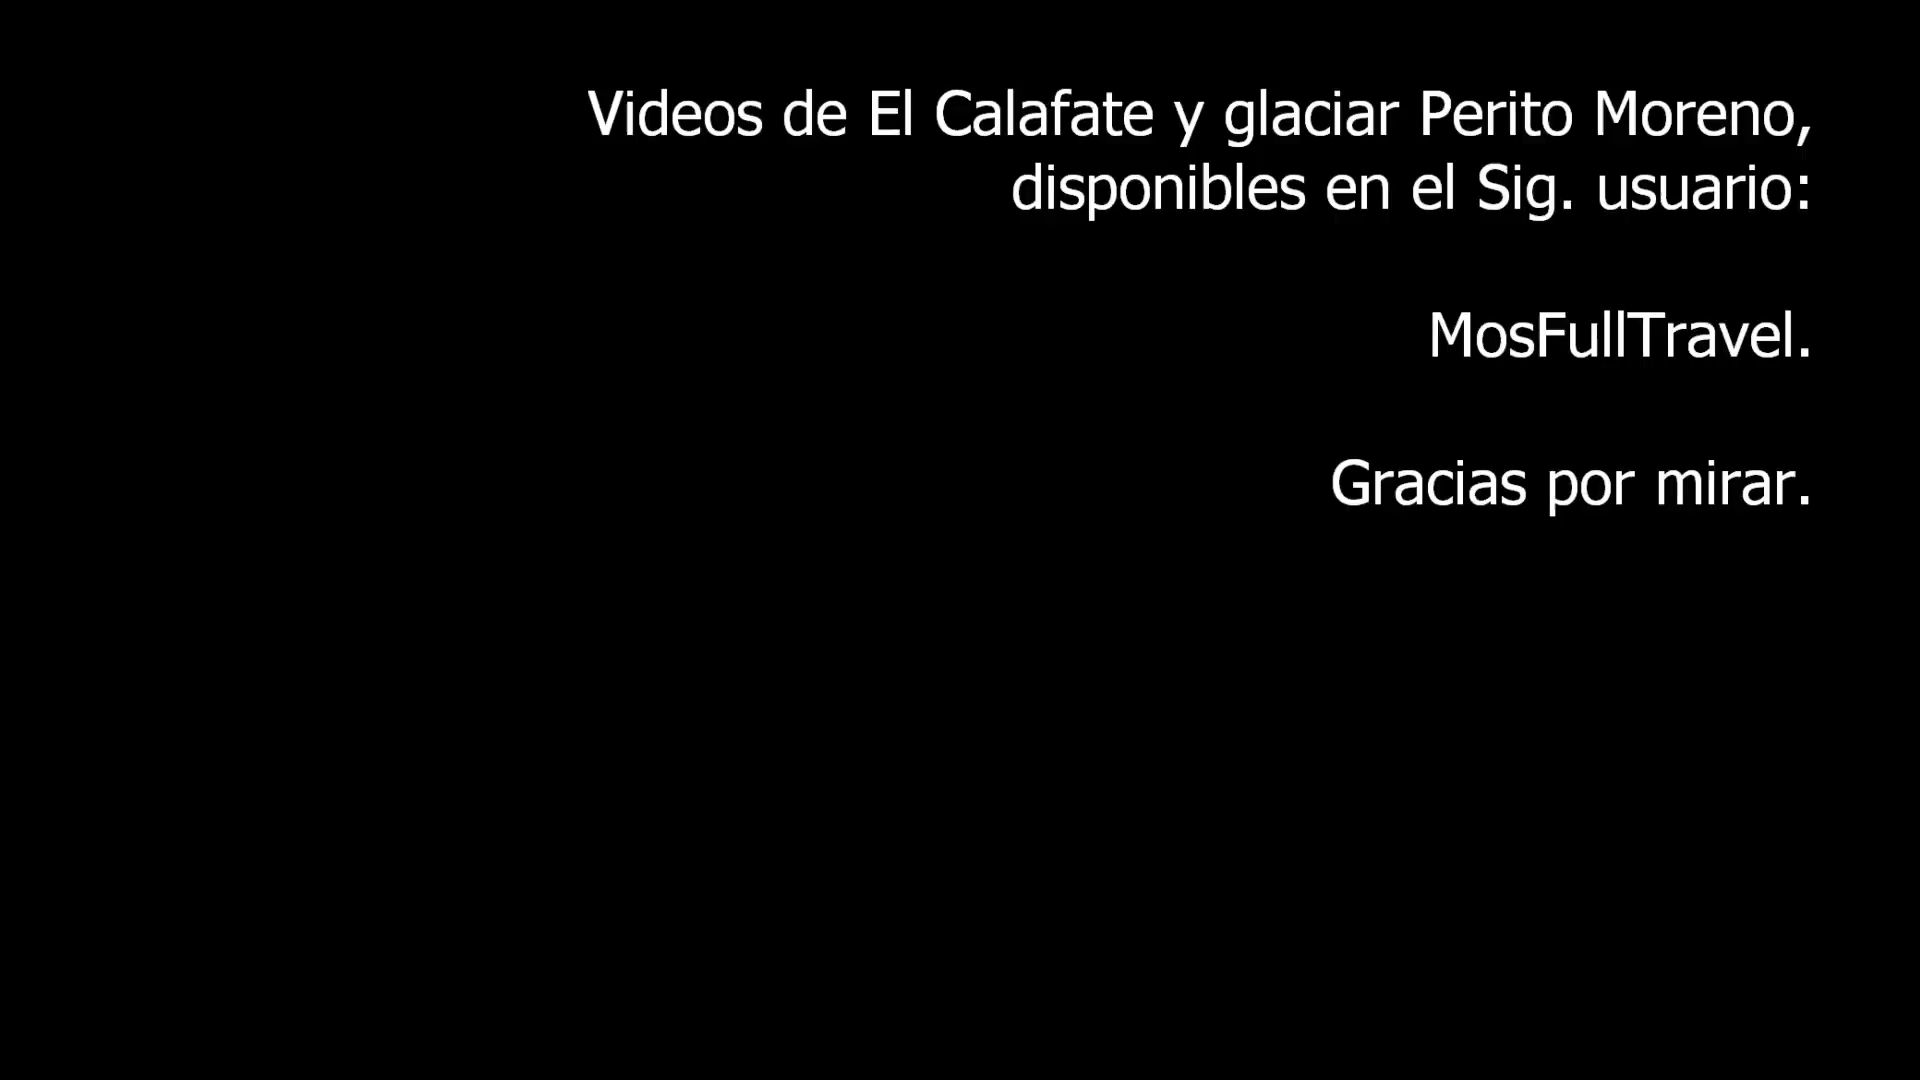 Videos de El Calafate y glaciar Perito Moreno,
disponibles en el Sig. usuario:
MosFullTravel.
Gracias por mirar.